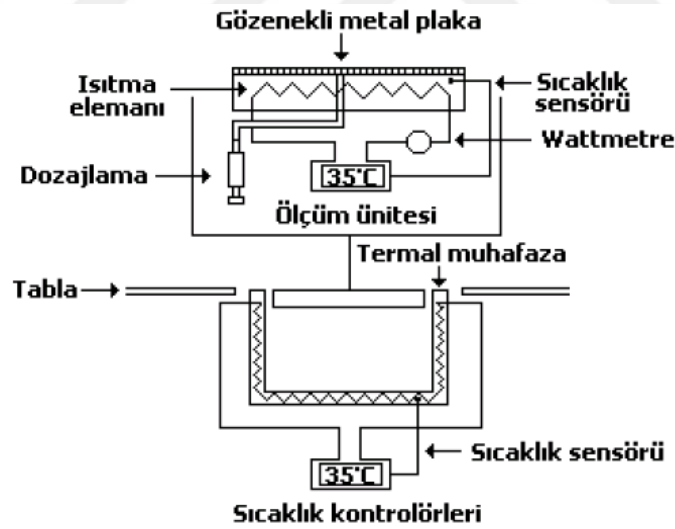 Gözenekli metal plaka
Isıtma
elemanı
Sıcaklık
sensörü
Wattmetre
Dozajlama
35°C
Ölçüm ünitesi
Termal muhafaza
Tabla
Sıcaklık sensörü
35°C
Sıcaklık kontrolörleri